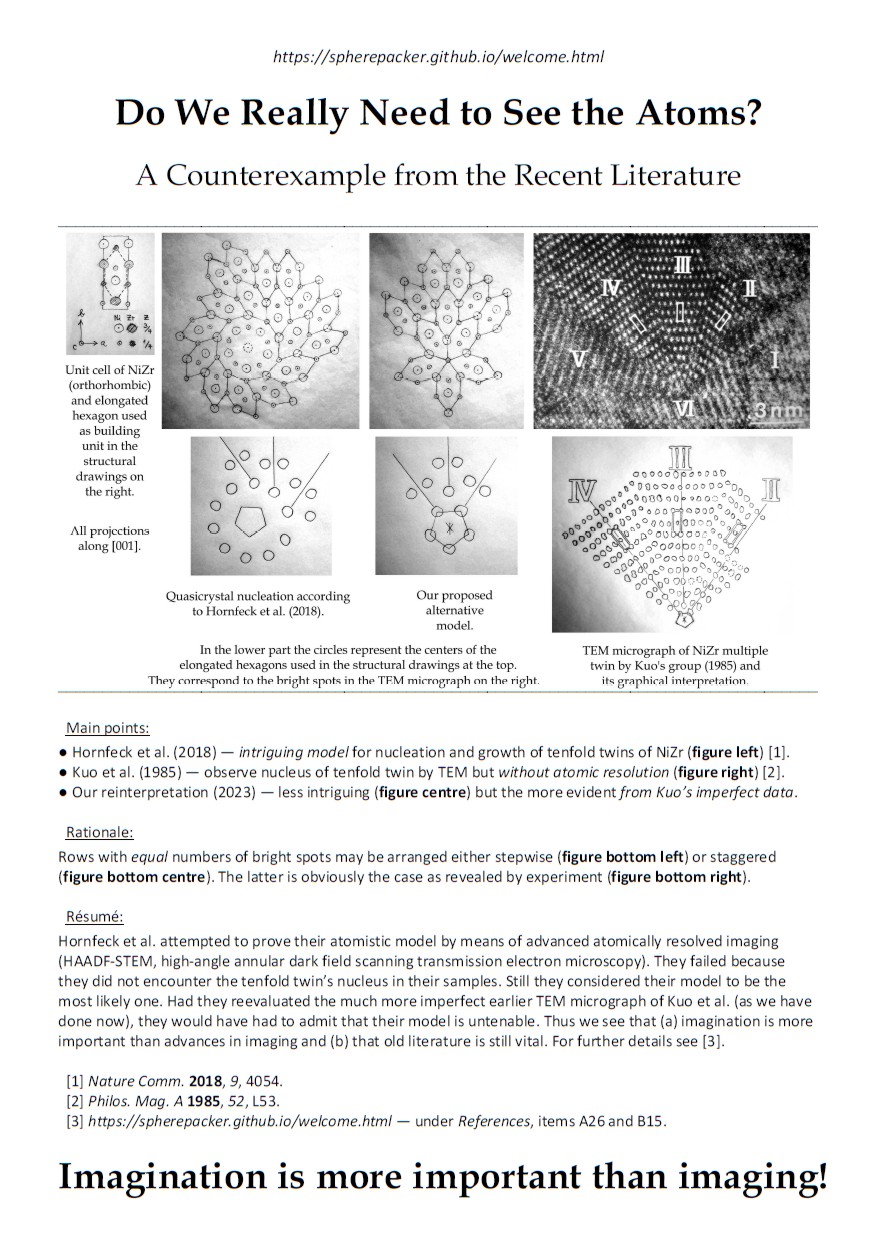 https://spherepacker.github.io/welcome.html
Do We Really Need to See the Atoms?
A Counterexample from the Recent Literature
b
c
a
Ni Zr z
3/4
1/4
Unit cell of NiZr
(orthorhombic)
and elongated
hexagon used
as building
unit in the
structural
drawings on
the right.
All projections
along [001].
III
IV
II
V
I
VI
3nm
III
IV
II
Quasicrystal nucleation according
to Hornfeck et al. (2018).
Our proposed
alternative
model.
In the lower part the circles represent the centers of the
elongated hexagons used in the structural drawings at the top.
They correspond to the bright spots in the TEM micrograph on the right.
TEM micrograph of NiZr multiple
twin by Kuo's group (1985) and
its graphical interpretation.
Main points:
● Hornfeck et al. (2018) — intriguing model for nucleation and growth of tenfold twins of NiZr (figure left) [1].
● Kuo et al. (1985) — observe nucleus of tenfold twin by TEM but without atomic resolution (figure right) [2].
● Our reinterpretation (2023) — less intriguing (figure centre) but the more evident from Kuo’s imperfect data.
Rationale:
Rows with equal numbers of bright spots may be arranged either stepwise (figure bottom left) or staggered
(figure bottom centre). The latter is obviously the case as revealed by experiment (figure bottom right).
Résumé:
Hornfeck et al. attempted to prove their atomistic model by means of advanced atomically resolved imaging
(HAADF-STEM, high-angle annular dark field scanning transmission electron microscopy). They failed because
they did not encounter the tenfold twin’s nucleus in their samples. Still they considered their model to be the
most likely one. Had they reevaluated the much more imperfect earlier TEM micrograph of Kuo et al. (as we have
done now), they would have had to admit that their model is untenable. Thus we see that (a) imagination is more
important than advances in imaging and (b) that old literature is still vital. For further details see [3].
[1] Nature Comm. 2018, 9, 4054.
[2] Philos. Mag. A 1985, 52, L53.
[3] https://spherepacker.github.io/welcome.html — under References, items A26 and B15.
Imagination is more important than imaging!